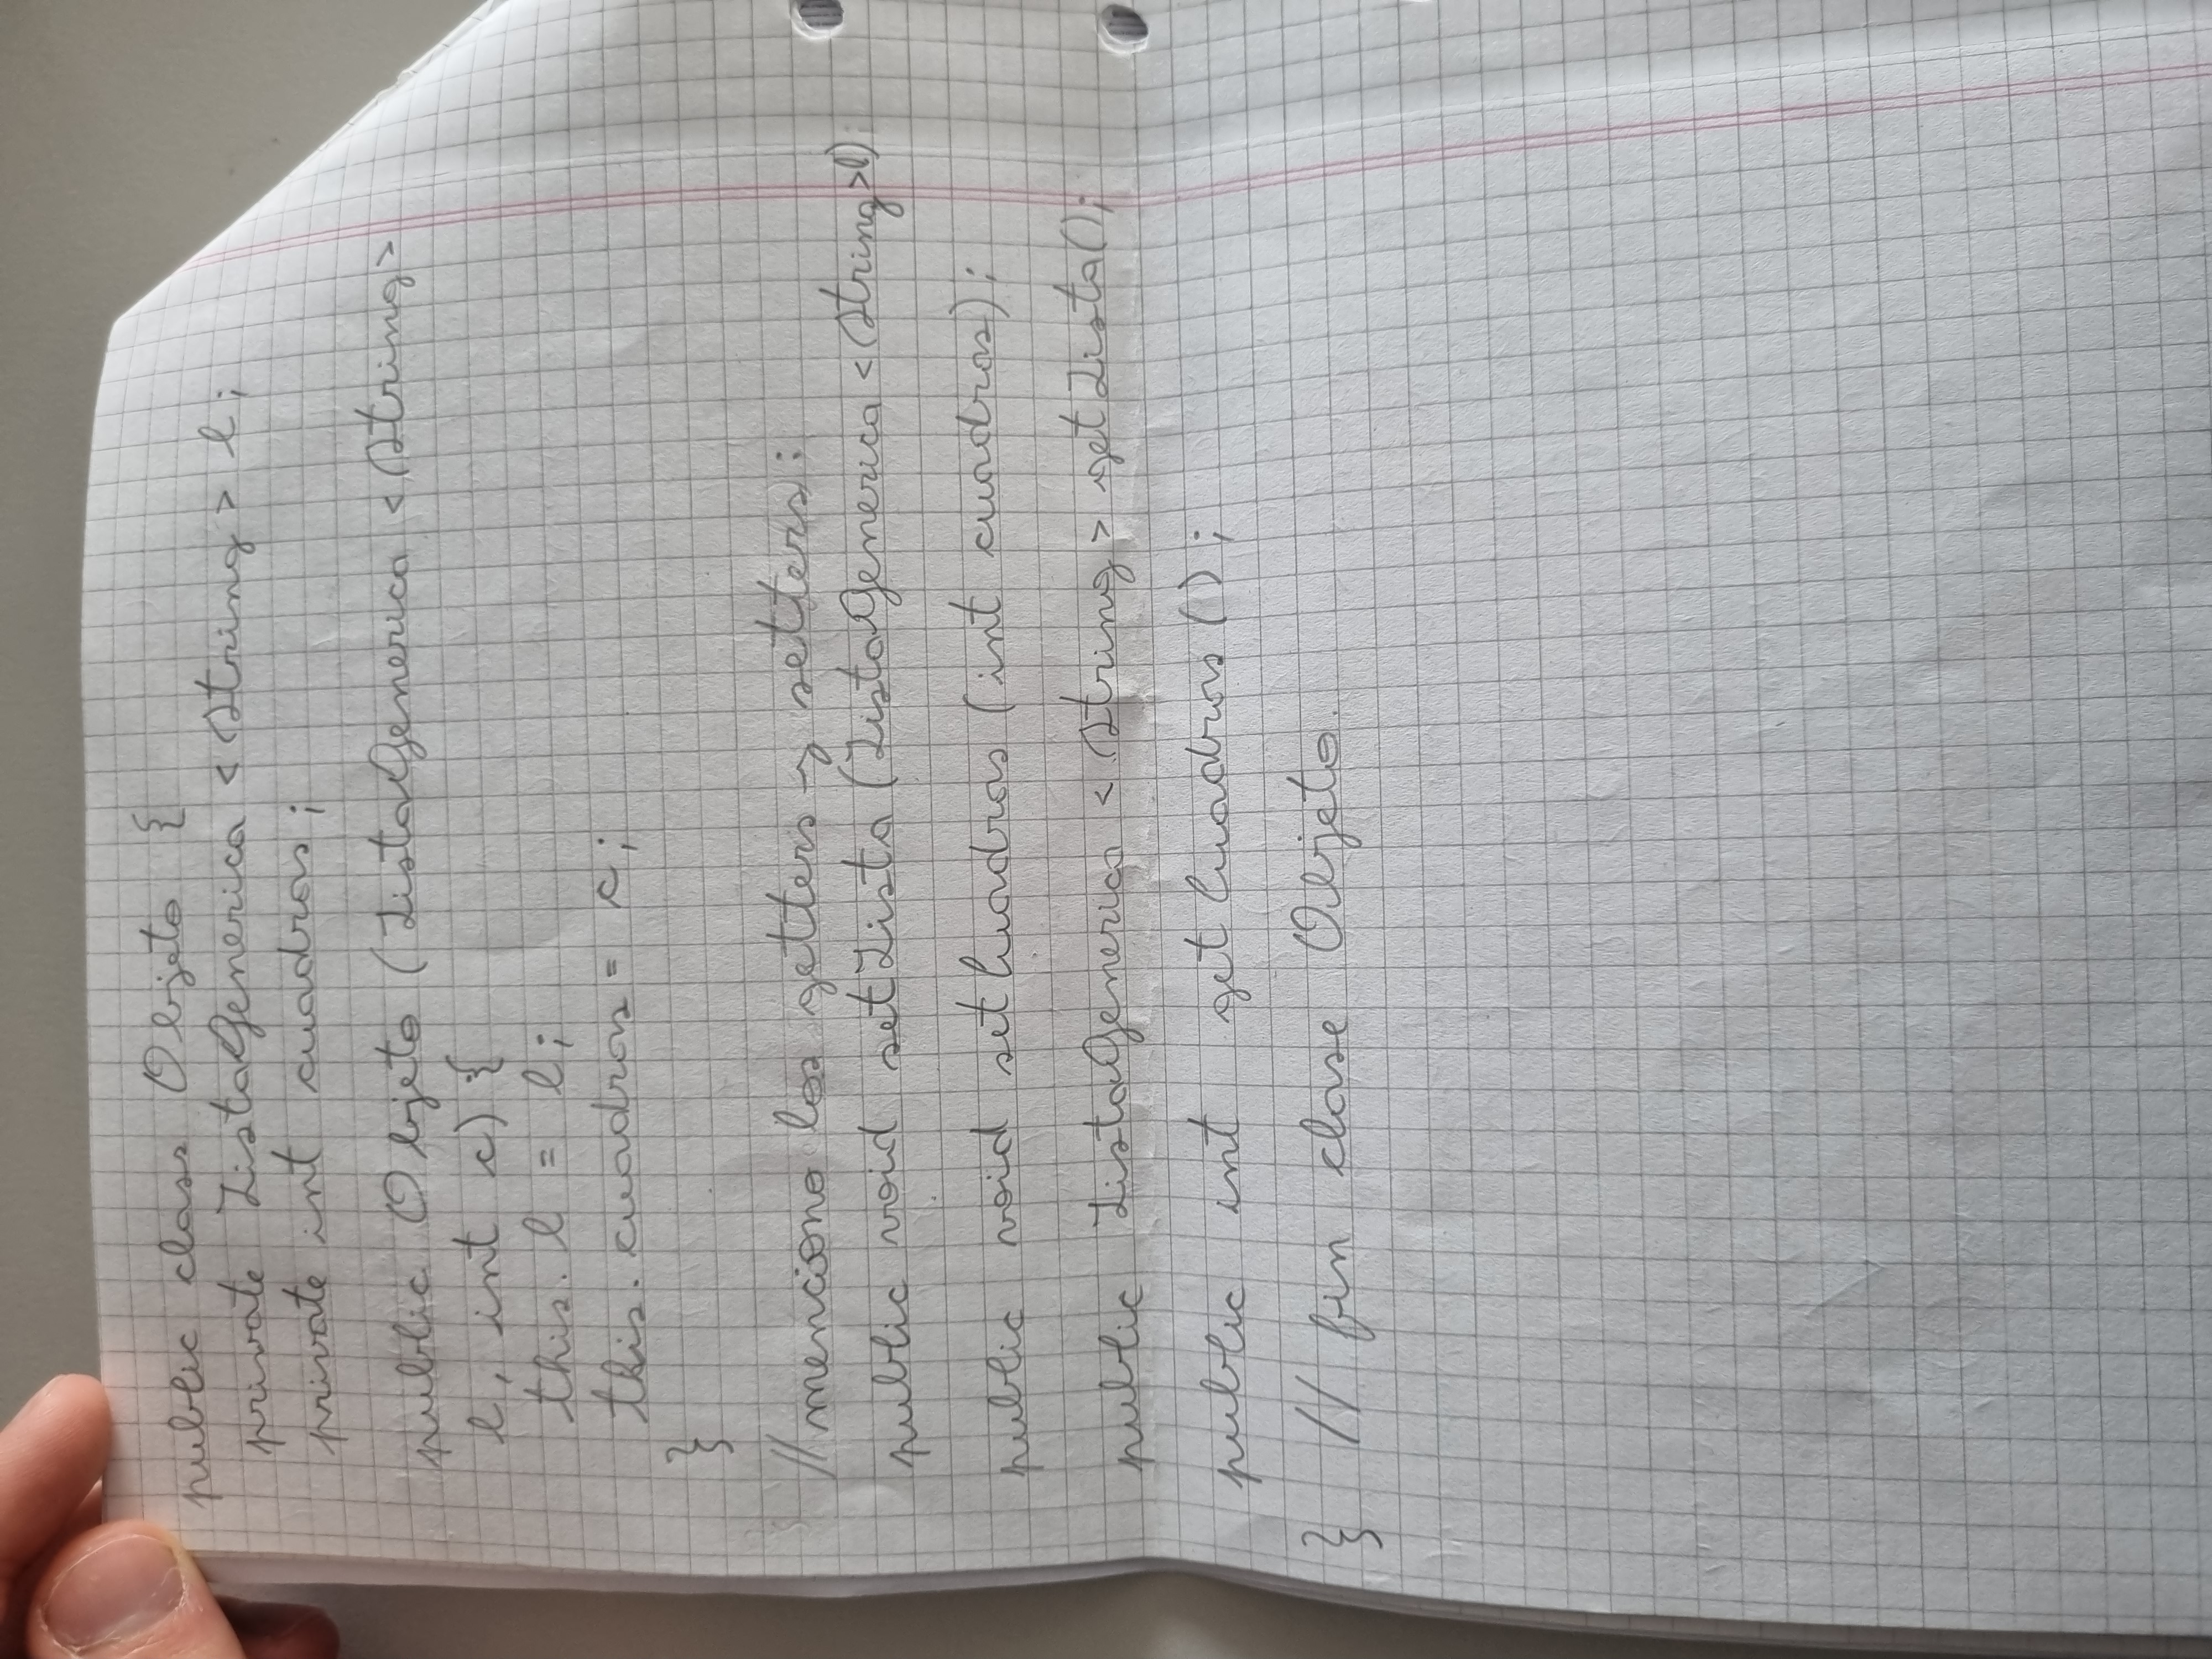 public class Objeto {
private ListaGenerica <String> l;
private int cuadros;
public Objeto (ListaGenerica <String>
l, int c) {
this. l = l;
this. cuadros = c;
}
// menciono los getters y setters:
public void setLista (ListaGenerica <String> l)
public void setCuadros (int cuadros);
public ListaGenerica <String> getLista();
public int getCuadros ();
} // fin clase Objeto.